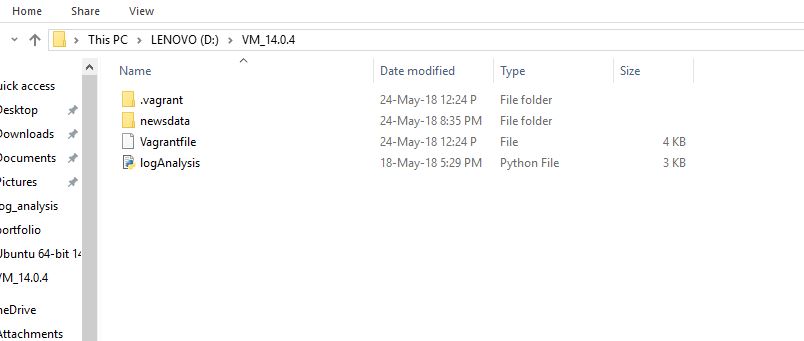 Home Share View
This PC LENOVO (D:) VM_14.0.4
Name Date modified Type Size
uick access
Desktop
Downloads
Documents
Pictures
og_analysis
portfolio
Ubuntu 64-bit 14
VM_14.0.4
neDrive
Attachments
.vagrant 24-May-18 12:24 P File folder
newsdata 24-May-18 8:35 PM File folder
Vagrantfile 24-May-18 12:24 P File 4 KB
logAnalysis 18-May-18 5:29 PM Python File 3 KB